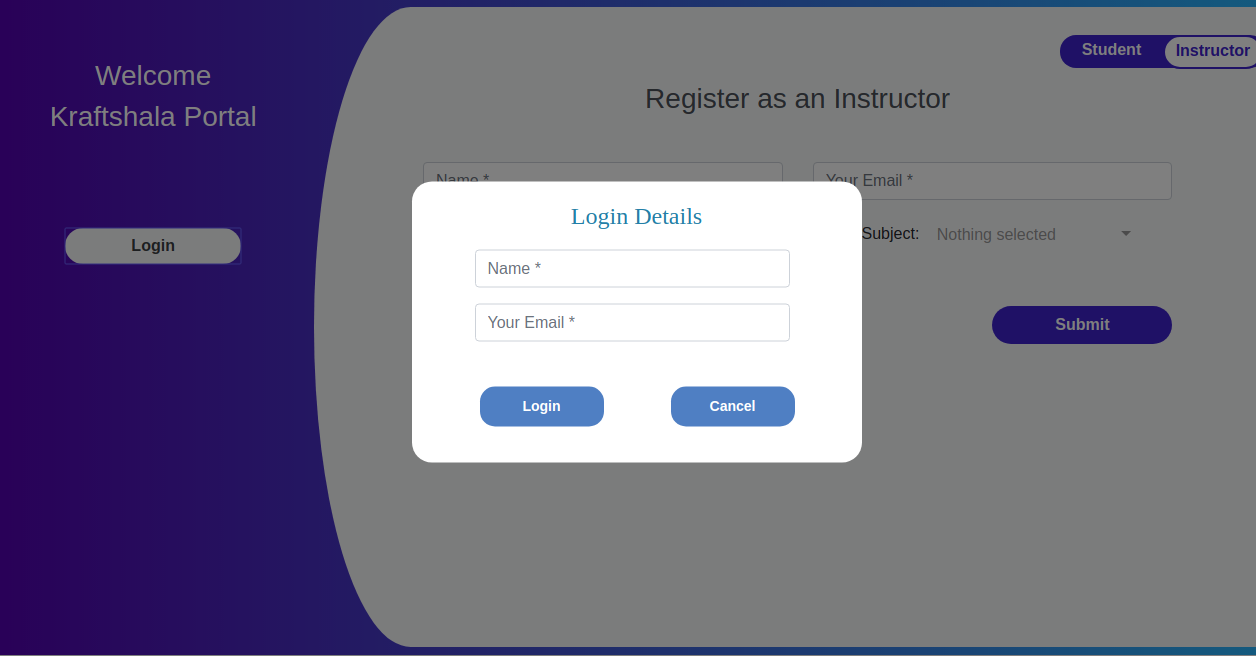 Welcome
Kraftshala Portal
Login
Student
Instructor
Register as an Instructor
Name *
Your Email *
Subject:
Nothing selected
Submit
Login Details
Name *
Your Email *
Login
Cancel